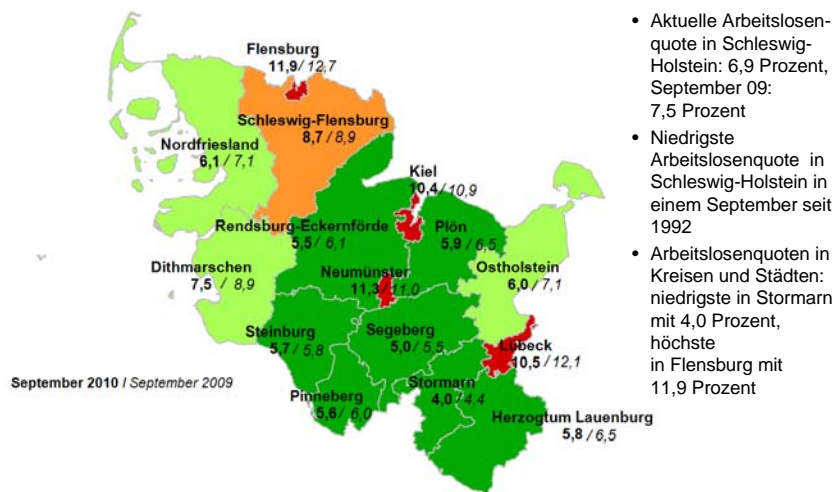 Flensburg
11,9 / 12,7
Schleswig-Flensburg
8,7 / 8,9
Nordfriesland
6,1 / 7,1
Kiel
10,4 / 10,9
Rendsburg-Eckernförde
5,5 / 6,1
Plön
5,9 / 6,5
Dithmarschen
7,5 / 8,9
Neumünster
11,3 / 11,0
Ostholstein
6,0 / 7,1
Steinburg
5,7 / 5,8
Segeberg
5,0 / 5,5
Lübeck
10,5 / 12,1
September 2010 / September 2009
Pinneberg
5,6 / 6,0
Stormarn
4,0 / 4,4
Herzogtum Lauenburg
5,8 / 6,5
• Aktuelle Arbeitslosen-
quote in Schleswig-
Holstein: 6,9 Prozent,
September 09:
7,5 Prozent
• Niedrigste
Arbeitslosenquote in
Schleswig-Holstein in
einem September seit
1992
• Arbeitslosenquoten in
Kreisen und Städten:
niedrigste in Stormarn
mit 4,0 Prozent,
höchste
in Flensburg mit
11,9 Prozent